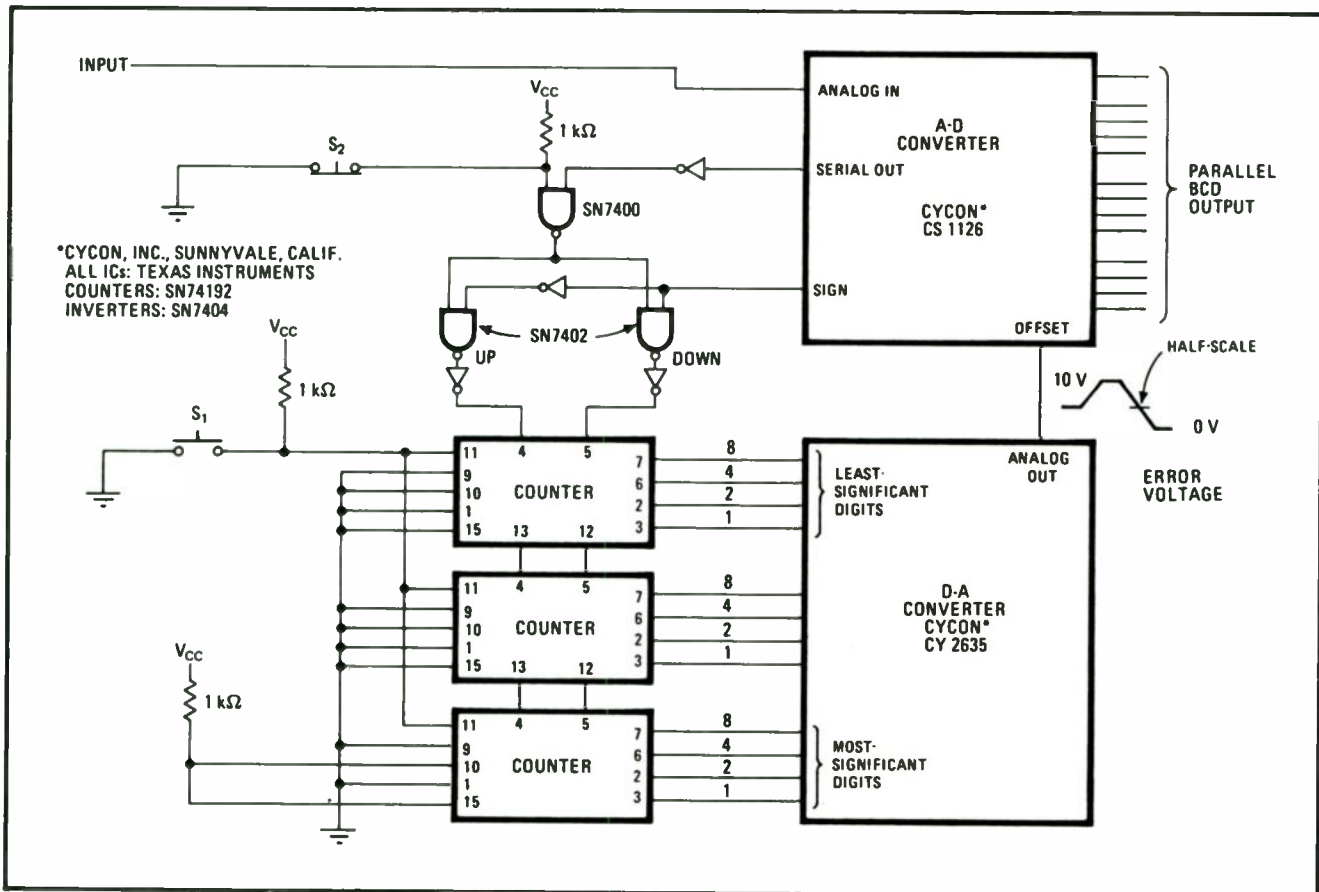 INPUT
VCC
1 kΩ
S2
SN7400
ANALOG IN
A-D
CONVERTER
SERIAL OUT
CYCON*
CS 1126
SIGN
OFFSET
PARALLEL
BCD
OUTPUT
*CYCON, INC., SUNNYVALE, CALIF.
ALL ICs: TEXAS INSTRUMENTS
COUNTERS: SN74192
INVERTERS: SN7404
SN7402
UP
DOWN
VCC
1 kΩ
S1
HALF-SCALE
10 V
0 V
ERROR
VOLTAGE
11 4 5 7 8
9 6 4
10 COUNTER 2 2
1 3 1
15 13 12
LEAST-
SIGNIFICANT
DIGITS
ANALOG
OUT
11 4 5 7 8
9 6 4
10 COUNTER 2 2
1 3 1
15 13 12
D-A
CONVERTER
CYCON*
CY 2635
VCC
1 kΩ
11 4 5 7 8
9 6 4
10 COUNTER 2 2
1 3 1
15
MOST-
SIGNIFICANT
DIGITS